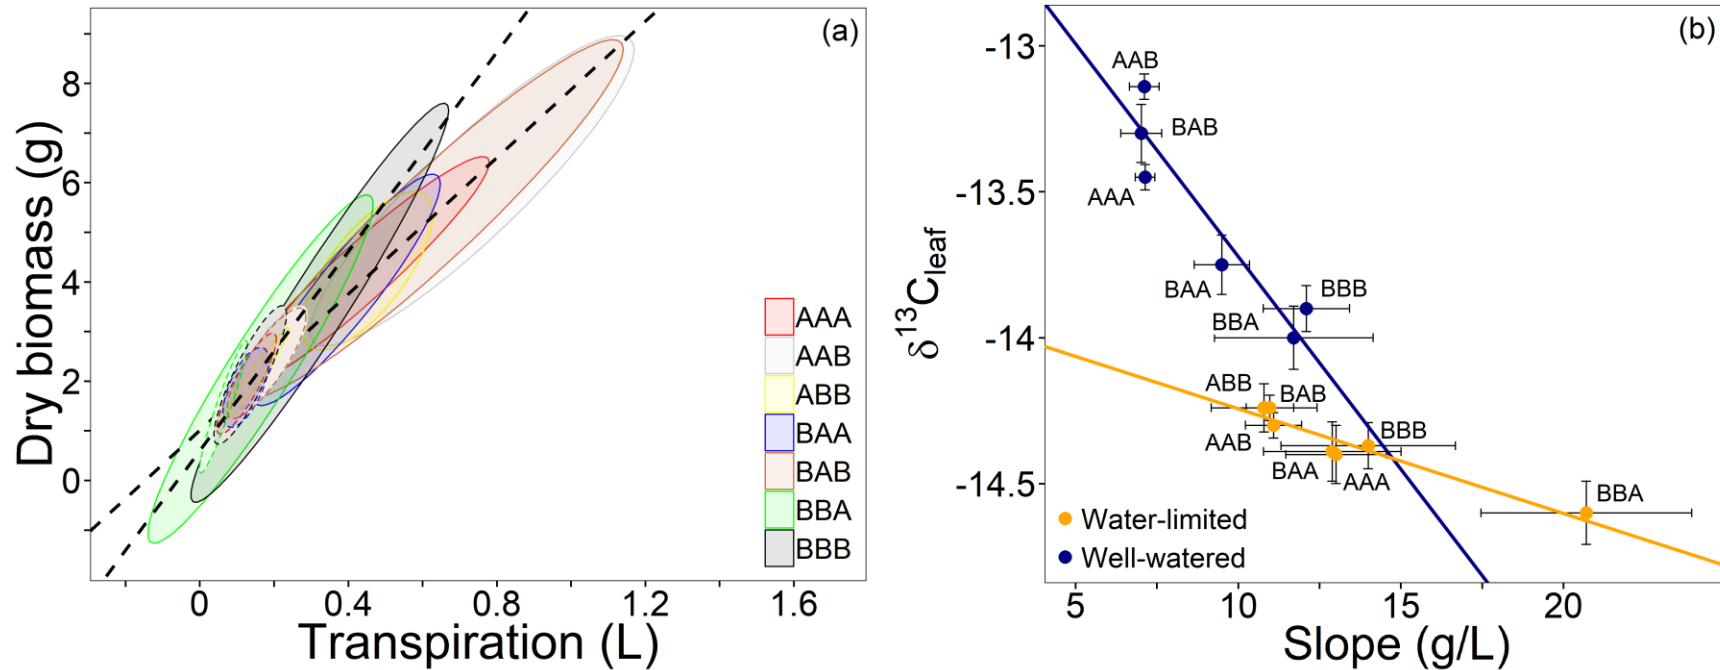 (a)
Dry biomass (g)
8
6
4
2
0
0
0.4
0.8
1.2
1.6
Transpiration (L)
AAA
AAB
ABB
BAA
BAB
BBA
BBB
(b)
δ13Cleaf
-13
-13.5
-14
-14.5
5
10
15
20
Slope (g/L)
AAB
BAB
AAA
BAA
BBB
BBA
ABB
BAB
AAB
BBB
BAA
AAA
BBA
Water-limited
Well-watered